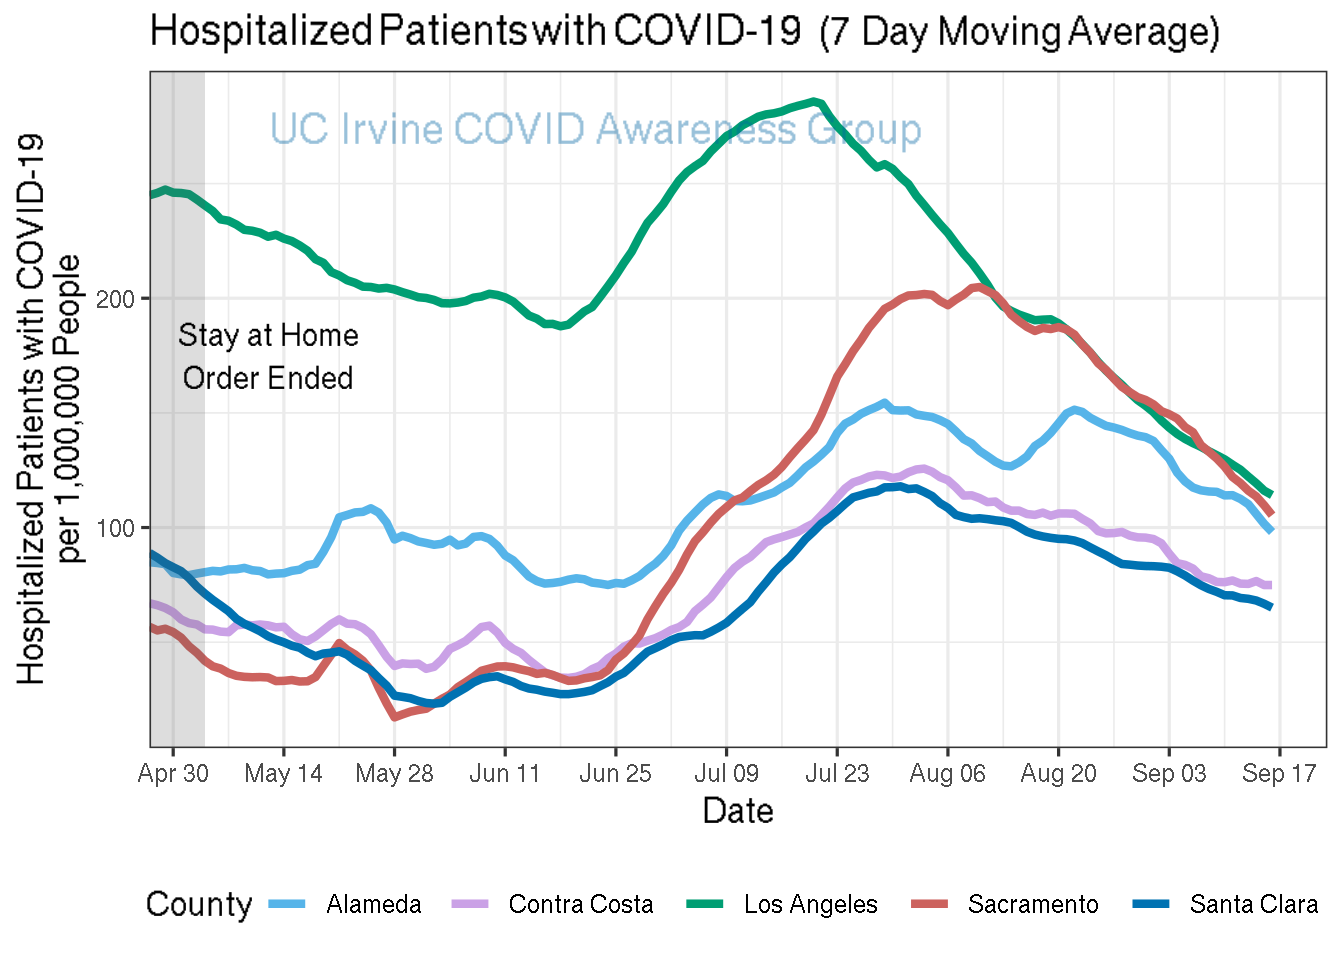 Hospitalized Patients with COVID-19 (7 Day Moving Average)
UC Irvine COVID Awareness Group
Hospitalized Patients with COVID-19
per 1,000,000 People
200
100
Stay at Home
Order Ended
Apr 30 May 14 May 28 Jun 11 Jun 25 Jul 09 Jul 23 Aug 06 Aug 20 Sep 03 Sep 17
Date
County Alameda Contra Costa Los Angeles Sacramento Santa Clara